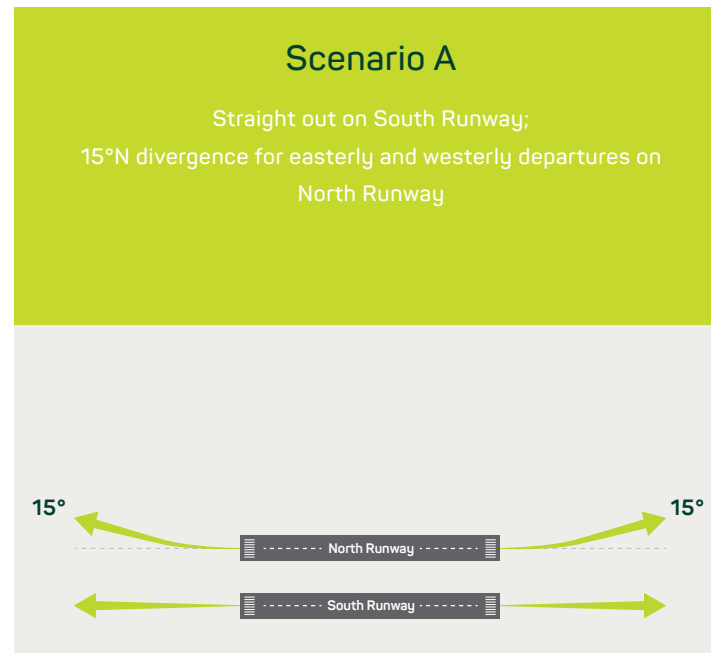 Scenario A
Straight out on South Runway;
15°N divergence for easterly and westerly departures on
North Runway
15°
15°
North Runway
South Runway